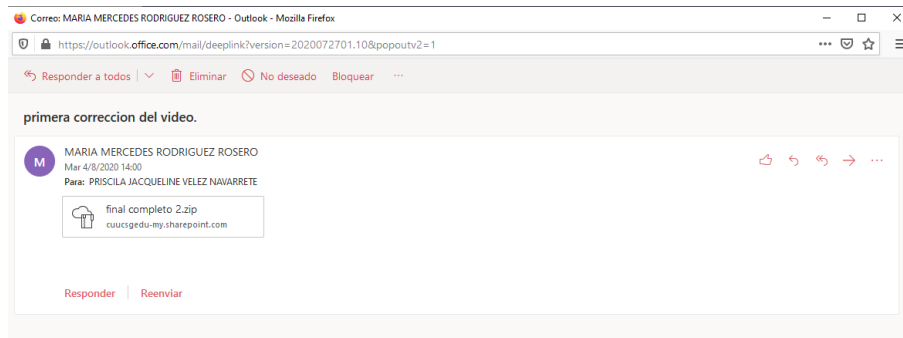 Correo: MARIA MERCEDES RODRIGUEZ ROSERO - Outlook - Mozilla Firefox
https://outlook.office.com/mail/deeplink?version=2020072701.10&popoutv2=1
Responder a todos Eliminar No deseado Bloquear
primera correccion del video.
M
MARIA MERCEDES RODRIGUEZ ROSERO
Mar 4/8/2020 14:00
Para: PRISCILA JACQUELINE VELEZ NAVARRETE
final completo 2.zip
cuucsgedu-my.sharepoint.com
Responder Reenviar